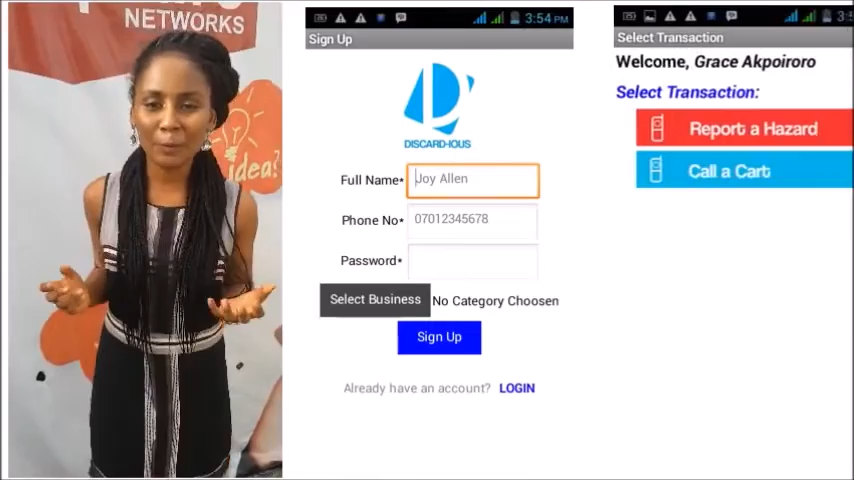 NETWORKS
idea?
3:54 PM
Sign Up
DISCARD-IOUS
Full Name*
Joy Allen
Phone No*
07012345678
Password*
Select Business
No Category Choosen
Sign Up
Already have an account? LOGIN
Select Transaction
Welcome, Grace Akpoiroro
Select Transaction:
Report a Hazard
Call a Cart